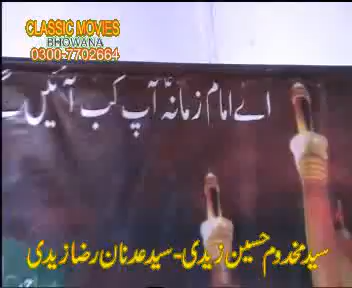 CLASSIC MOVIES
BHOWANA
0300-7702664
اے امام زمانہؑ آپ کب آئیں گے
سید مخدوم حسین زیدی - سید عدنان رضا زیدی